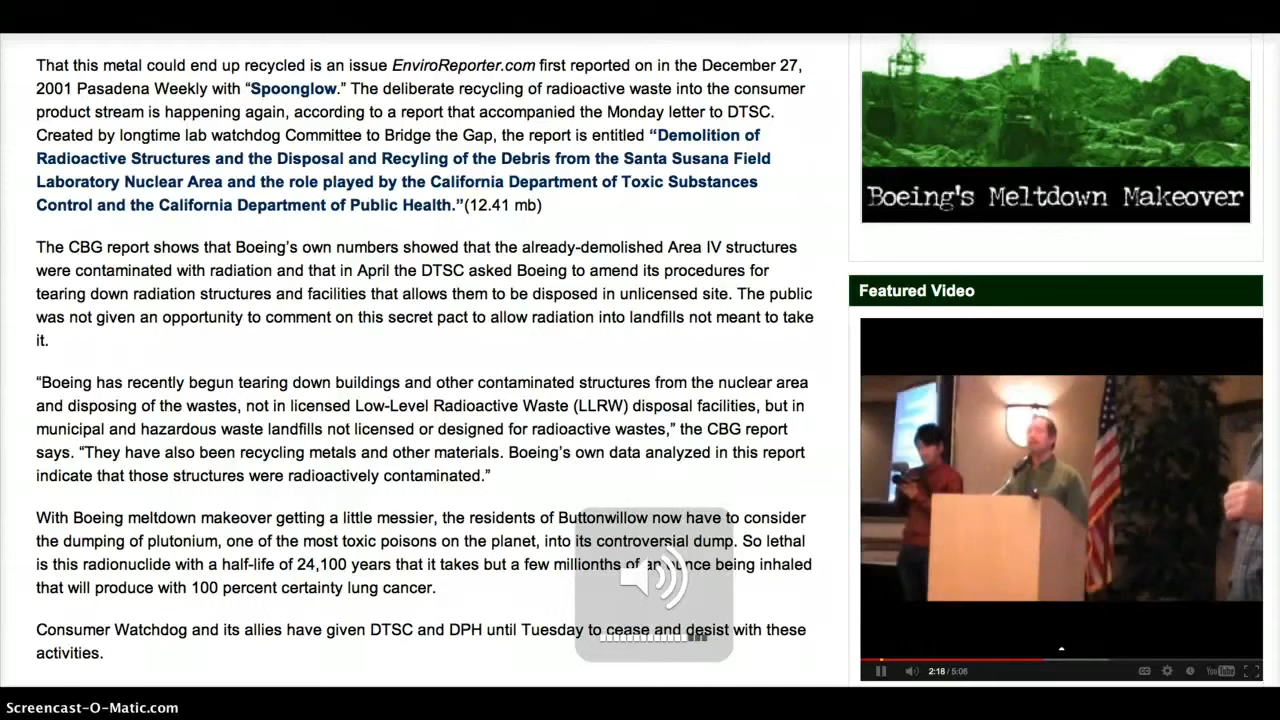 That this metal could end up recycled is an issue EnviroReporter.com first reported on in the December 27,
2001 Pasadena Weekly with “Spoonglow.” The deliberate recycling of radioactive waste into the consumer
product stream is happening again, according to a report that accompanied the Monday letter to DTSC.
Created by longtime lab watchdog Committee to Bridge the Gap, the report is entitled “Demolition of
Radioactive Structures and the Disposal and Recyling of the Debris from the Santa Susana Field
Laboratory Nuclear Area and the role played by the California Department of Toxic Substances
Control and the California Department of Public Health.”(12.41 mb)
The CBG report shows that Boeing’s own numbers showed that the already-demolished Area IV structures
were contaminated with radiation and that in April the DTSC asked Boeing to amend its procedures for
tearing down radiation structures and facilities that allows them to be disposed in unlicensed site. The public
was not given an opportunity to comment on this secret pact to allow radiation into landfills not meant to take
it.
“Boeing has recently begun tearing down buildings and other contaminated structures from the nuclear area
and disposing of the wastes, not in licensed Low-Level Radioactive Waste (LLRW) disposal facilities, but in
municipal and hazardous waste landfills not licensed or designed for radioactive wastes,” the CBG report
says. “They have also been recycling metals and other materials. Boeing’s own data analyzed in this report
indicate that those structures were radioactively contaminated.”
With Boeing meltdown makeover getting a little messier, the residents of Buttonwillow now have to consider
the dumping of plutonium, one of the most toxic poisons on the planet, into its controversial dump. So lethal
is this radionuclide with a half-life of 24,100 years that it takes but a few millionths of an ounce being inhaled
that will produce with 100 percent certainty lung cancer.
Consumer Watchdog and its allies have given DTSC and DPH until Tuesday to cease and desist with these
activities.
Boeing's Meltdown Makeover
Featured Video
2:18 / 5:06
CC
YouTube
Screencast-O-Matic.com